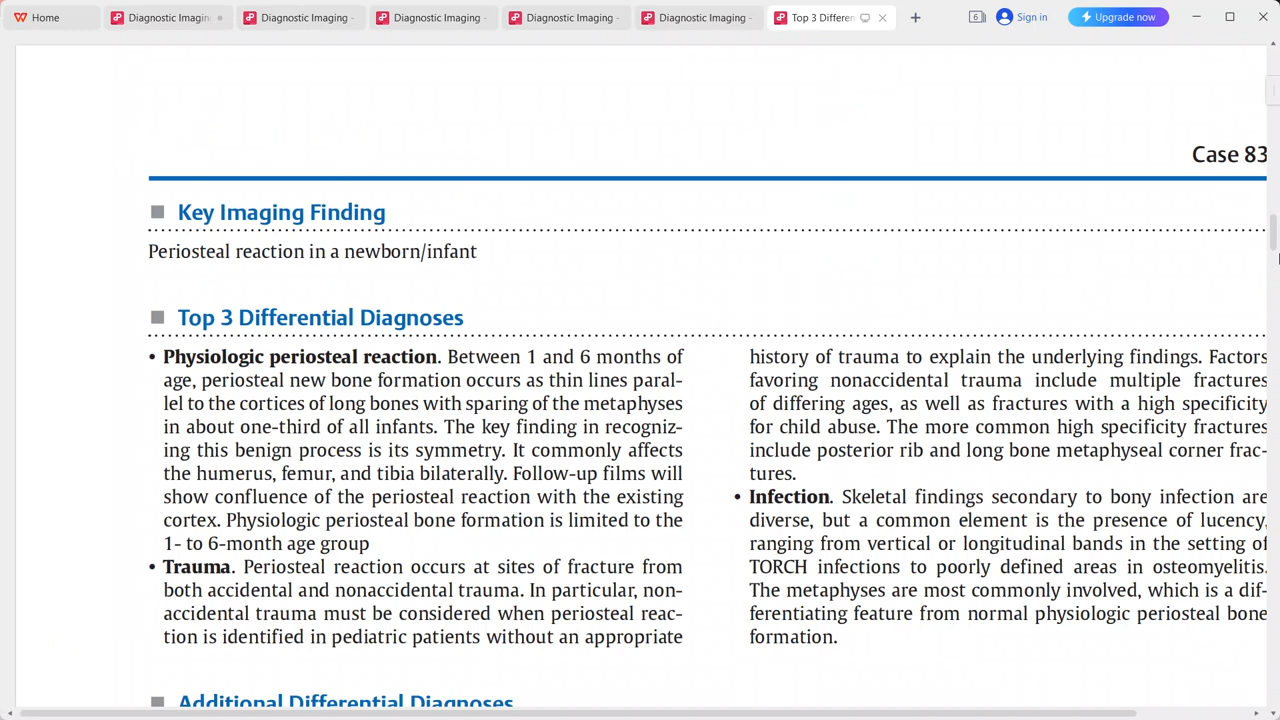 Home
Diagnostic Imagin
Diagnostic Imaging -
Diagnostic Imaging -
Diagnostic Imaging -
Diagnostic Imaging -
Top 3 Differen
6
Sign in
Upgrade now
Case 83
Key Imaging Finding
Periosteal reaction in a newborn/infant
Top 3 Differential Diagnoses
• Physiologic periosteal reaction. Between 1 and 6 months of
age, periosteal new bone formation occurs as thin lines paral-
lel to the cortices of long bones with sparing of the metaphyses
in about one-third of all infants. The key finding in recogniz-
ing this benign process is its symmetry. It commonly affects
the humerus, femur, and tibia bilaterally. Follow-up films will
show confluence of the periosteal reaction with the existing
cortex. Physiologic periosteal bone formation is limited to the
1- to 6-month age group
• Trauma. Periosteal reaction occurs at sites of fracture from
both accidental and nonaccidental trauma. In particular, non-
accidental trauma must be considered when periosteal reac-
tion is identified in pediatric patients without an appropriate
history of trauma to explain the underlying findings. Factors
favoring nonaccidental trauma include multiple fractures
of differing ages, as well as fractures with a high specificity
for child abuse. The more common high specificity fractures
include posterior rib and long bone metaphyseal corner frac-
tures.
• Infection. Skeletal findings secondary to bony infection are
diverse, but a common element is the presence of lucency,
ranging from vertical or longitudinal bands in the setting of
TORCH infections to poorly defined areas in osteomyelitis.
The metaphyses are most commonly involved, which is a dif-
ferentiating feature from normal physiologic periosteal bone
formation.
Additional Differential Diagnoses